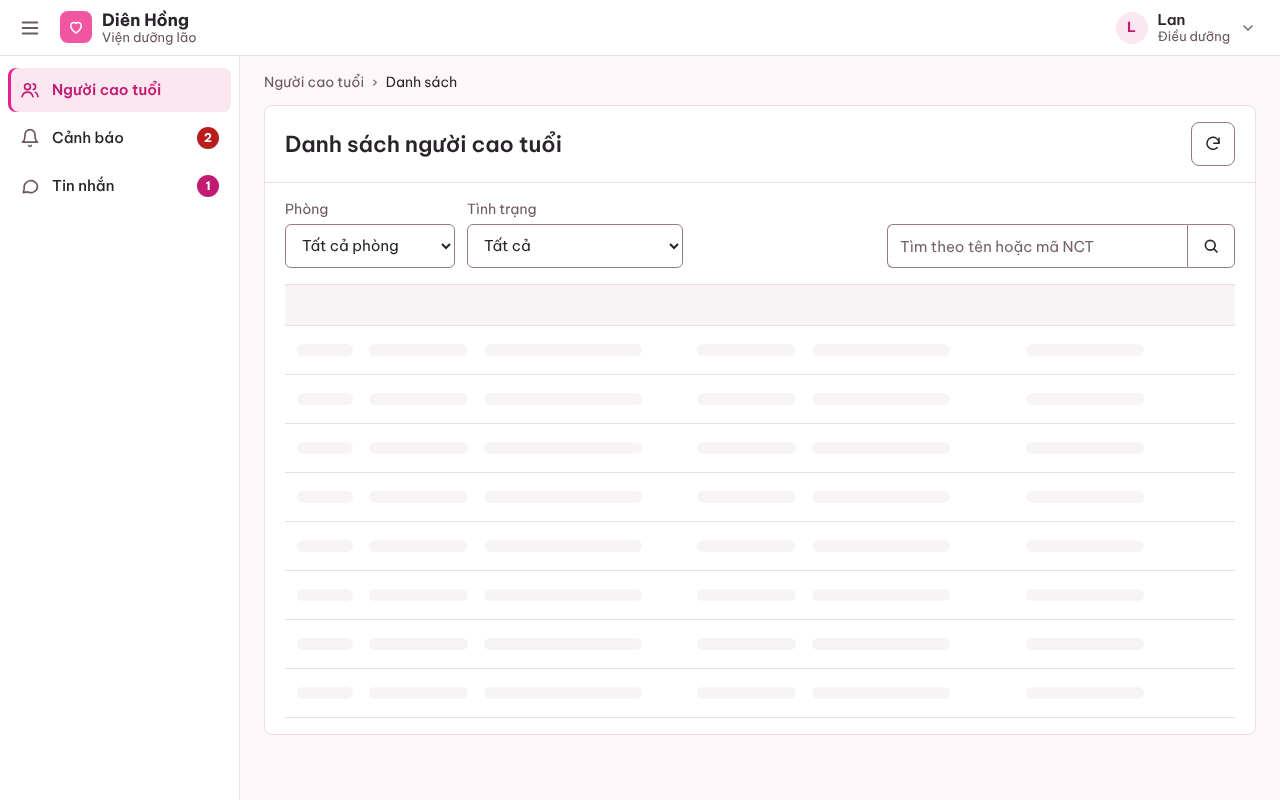 Diên Hồng
Viện dưỡng lão
L
Lan
Điều dưỡng
Người cao tuổi
Cảnh báo
2
Tin nhắn
1
Người cao tuổi › Danh sách
Danh sách người cao tuổi
Phòng
Tình trạng
Tất cả phòng
Tất cả
Tìm theo tên hoặc mã NCT